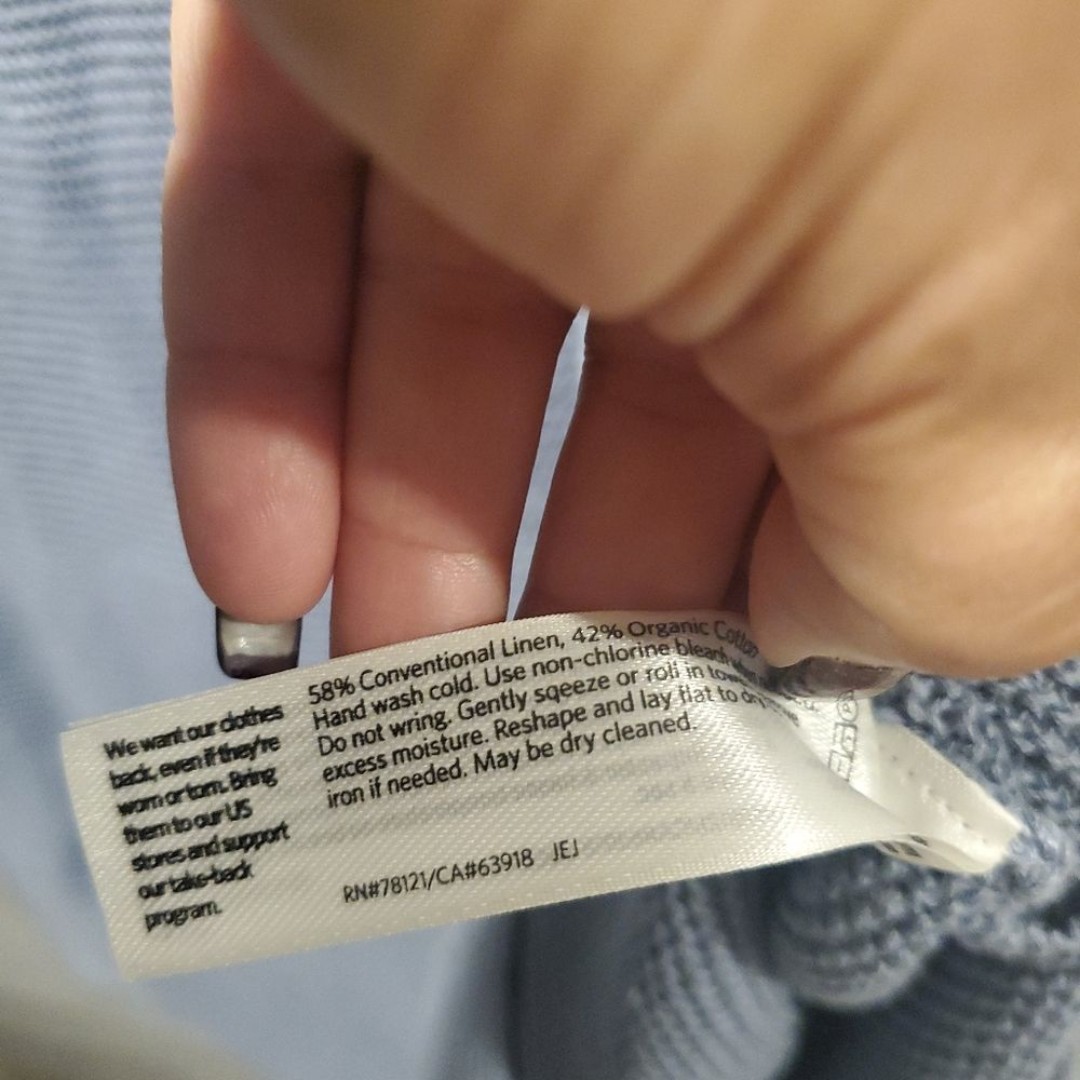 We want our clothes
back, even if they're
worn or torn. Bring
them to our US
stores and support
our take-back
program.
58% Conventional Linen, 42% Organic Cotton
Hand wash cold. Use non-chlorine bleach
Do not wring. Gently sqeeze or roll in
excess moisture. Reshape and lay flat to
iron if needed. May be dry cleaned.
RN#78121/CA#63918 JEJ